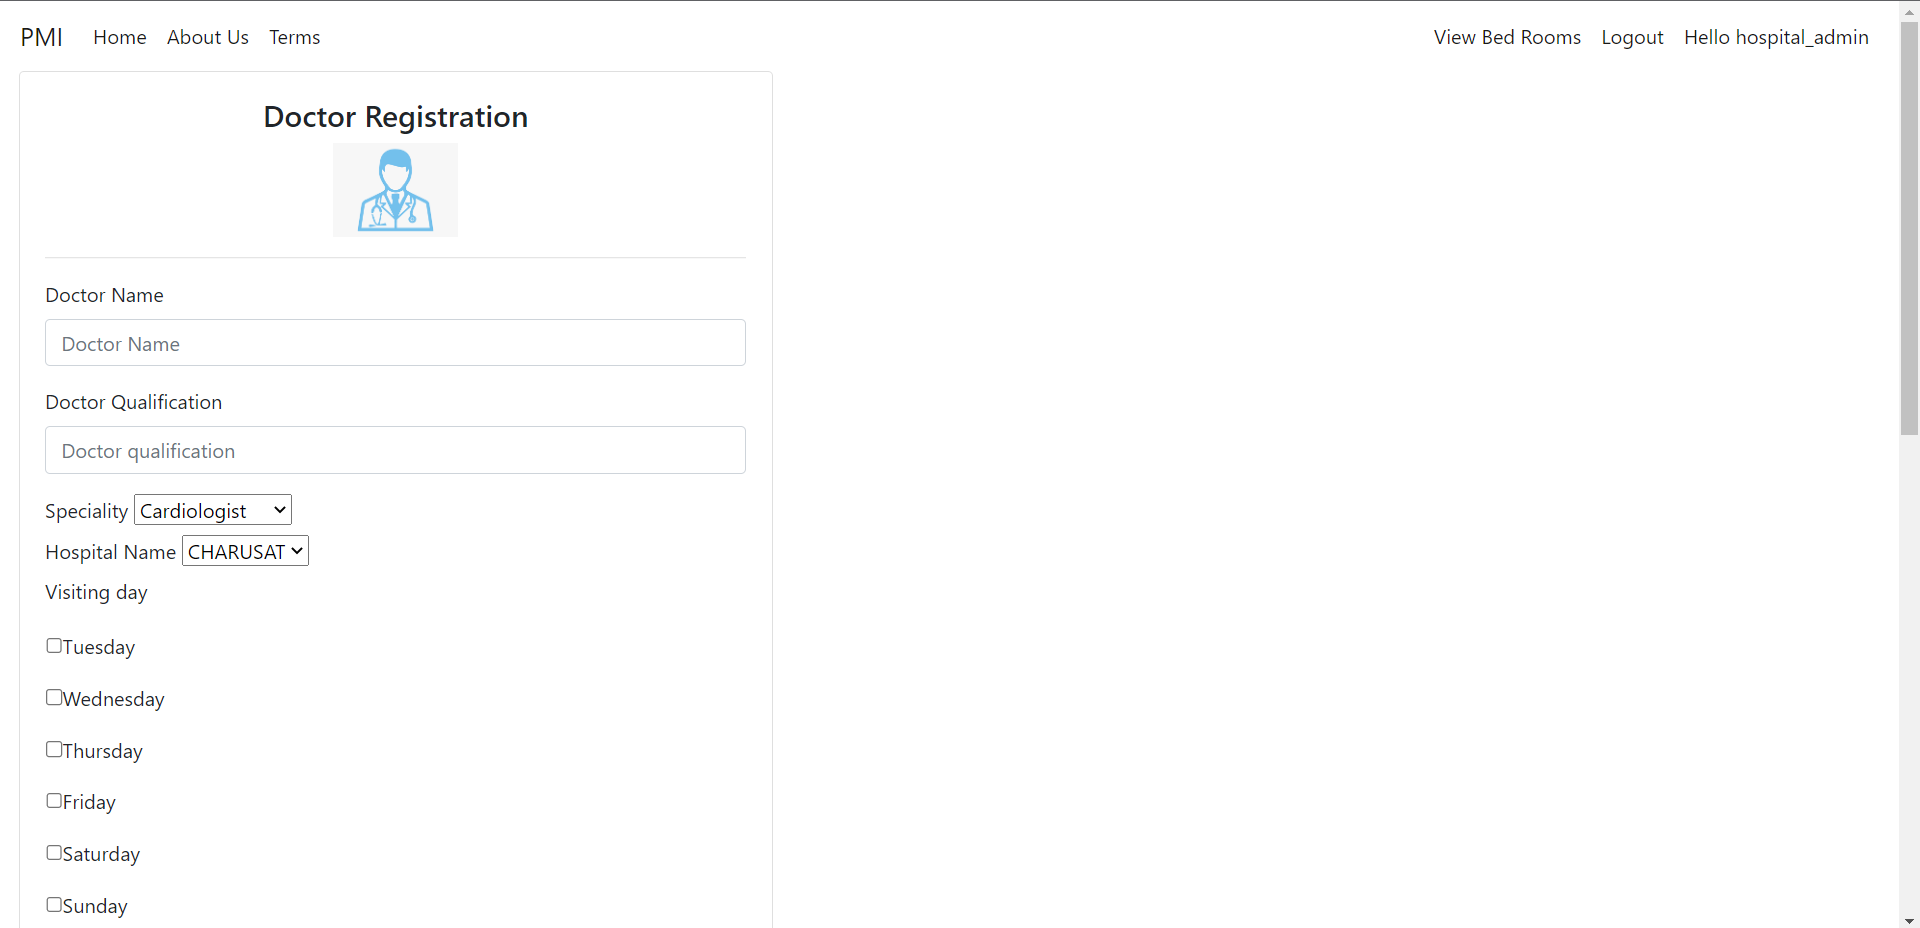 PMI Home About Us Terms View Bed Rooms Logout Hello hospital_admin
Doctor Registration
Doctor Name
Doctor Name
Doctor Qualification
Doctor qualification
Speciality Cardiologist
Hospital Name CHARUSAT
Visiting day
Tuesday
Wednesday
Thursday
Friday
Saturday
Sunday